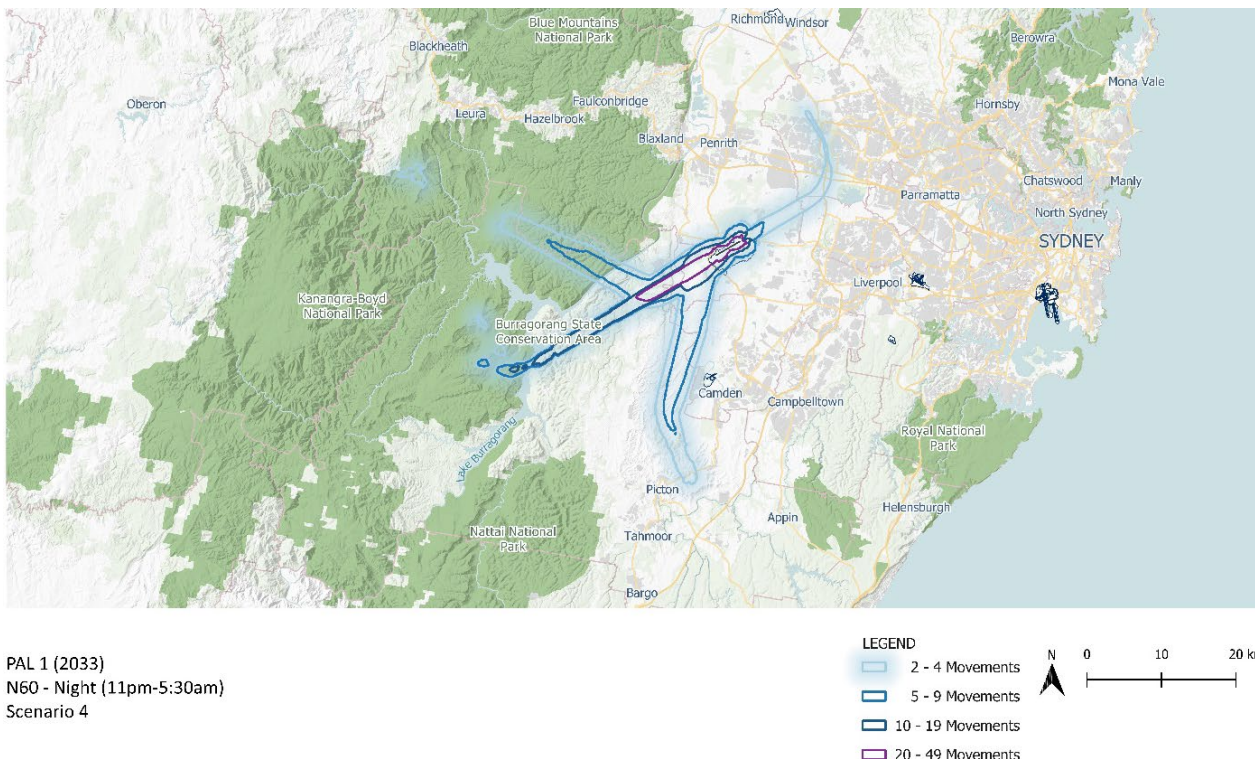 Richmond Windsor
Blue Mountains
National Park
Berowra
Blackheath
Mona Vale
Oberon
Faulconbridge
Hornsby
Leura
Hazelbrook
Blaxland
Penrith
Chatswood
Manly
Parramatta
North Sydney
SYDNEY
Liverpool
Kanangra-Boyd
National Park
Burragorang State
Conservation Area
Camden
Campbelltown
Royal National
Park
Lake Burragorang
Picton
Appin
Helensburgh
Nattai National
Park
Tahmoor
Bargo
PAL 1 (2033)
N60 - Night (11pm-5:30am)
Scenario 4
LEGEND
2 - 4 Movements
5 - 9 Movements
10 - 19 Movements
20 - 49 Movements
N
0 10 20 k